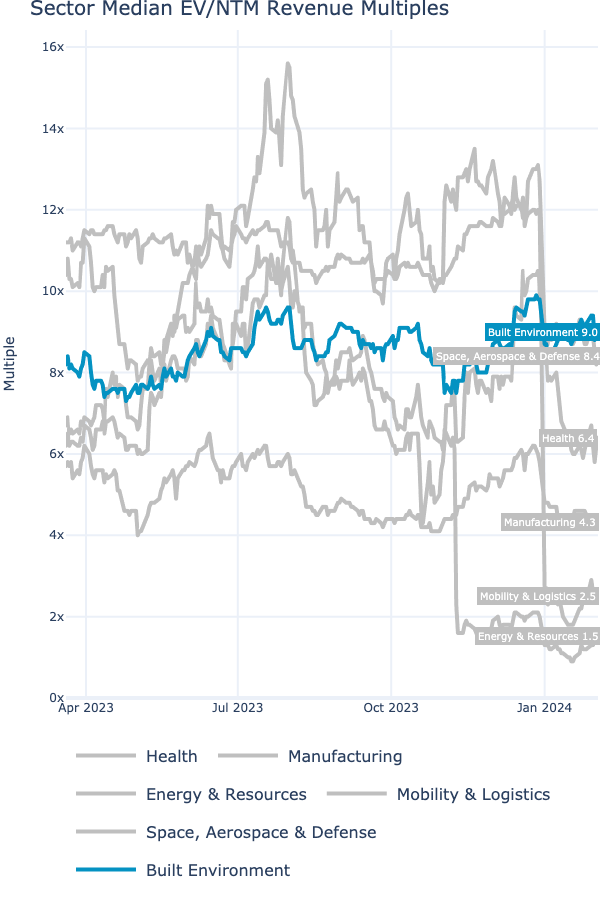 Sector Median EV/NTM Revenue Multiples
16x
14x
12x
10x
8x
6x
4x
2x
0x
Multiple
Built Environment 9.0
Space, Aerospace & Defense 8.4
Health 6.4
Manufacturing 4.3
Mobility & Logistics 2.5
Energy & Resources 1.5
Apr 2023 Jul 2023 Oct 2023 Jan 2024
Health Manufacturing
Energy & Resources Mobility & Logistics
Space, Aerospace & Defense
Built Environment